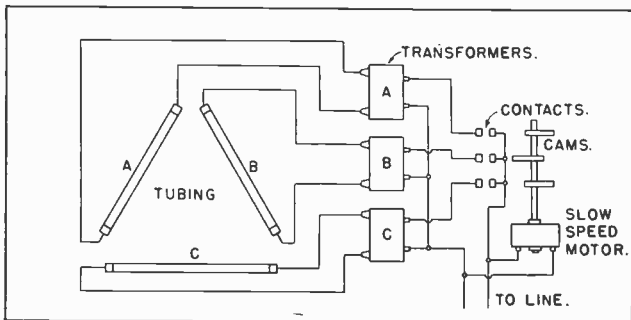 TRANSFORMERS.
A
CONTACTS.
CAMS.
A
B
B
TUBING
SLOW
SPEED
MOTOR.
C
C
TO LINE.